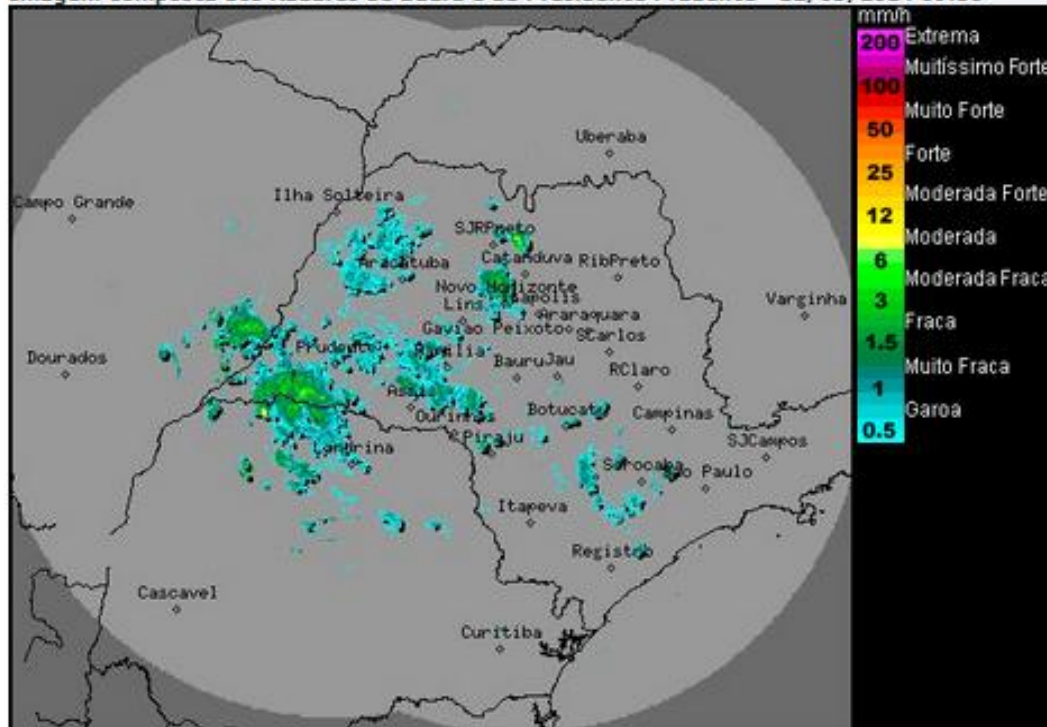 mm/h
200 Extrema
Muitíssimo Forte
100
Muito Forte
50
Forte
25
Moderada Forte
12
Moderada
6
Moderada Fraca
3
Fraca
1.5
Muito Fraca
1
Garoa
0.5
Uberaba
Ilha Solteira
Campo Grande
SJRPreto
Catanduva
Aracatuba
RibPreto
Novo Horizonte
Varginha
Lins
Araraquara
Gaviao Peixoto
SCarlos
Prudente
Dourados
Bauru
Jau
RClaro
Assis
Ourinhos
Botucatu
Campinas
Piraju
SJCampos
Londrina
Sorocaba
São Paulo
Itapeva
Registro
Cascavel
Curitiba